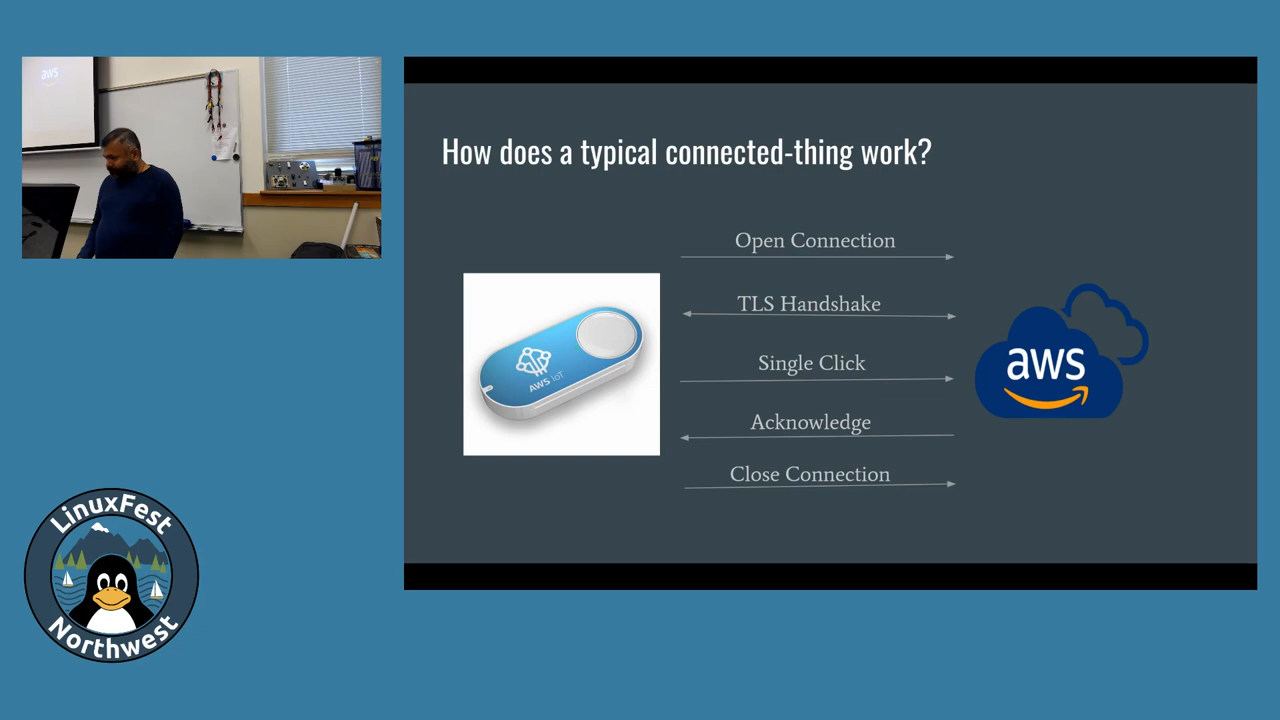 aws
How does a typical connected-thing work?
Open Connection
TLS Handshake
Single Click
Acknowledge
Close Connection
AWS IoT
aws
LinuxFest
Northwest